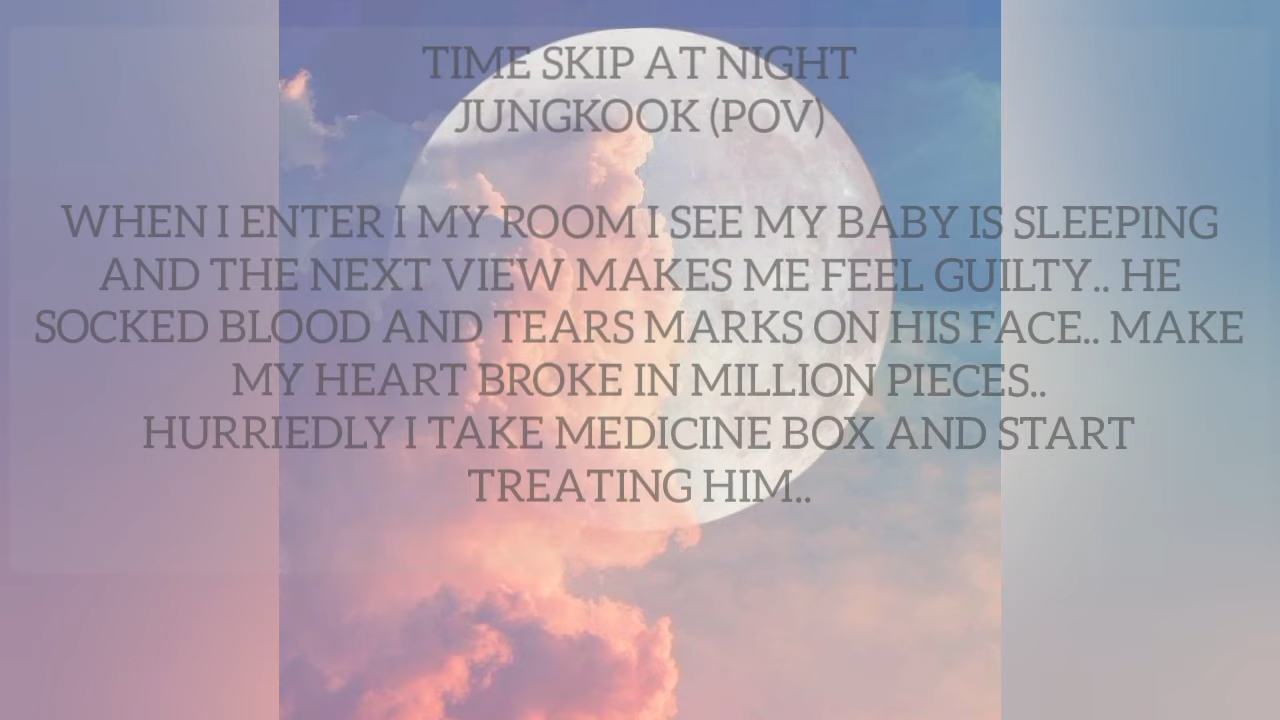 TIME SKIP AT NIGHT
JUNGKOOK (POV)
WHEN I ENTER I MY ROOM I SEE MY BABY IS SLEEPING
AND THE NEXT VIEW MAKES ME FEEL GUILTY.. HE
SOCKED BLOOD AND TEARS MARKS ON HIS FACE.. MAKE
MY HEART BROKE IN MILLION PIECES..
HURRIEDLY I TAKE MEDICINE BOX AND START
TREATING HIM..